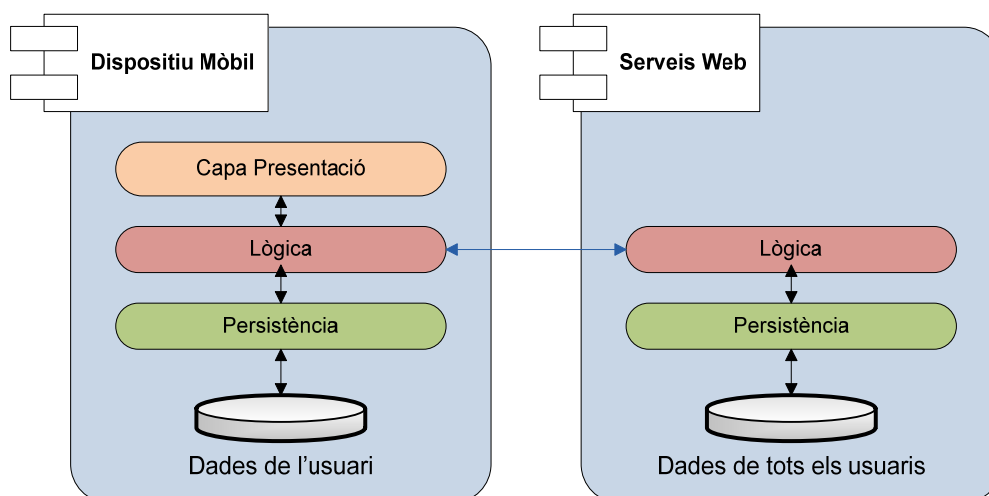 Dispositiu Mòbil
Capa Presentació
Lògica
Persistència
Dades de l'usuari
Serveis Web
Lògica
Persistència
Dades de tots els usuaris